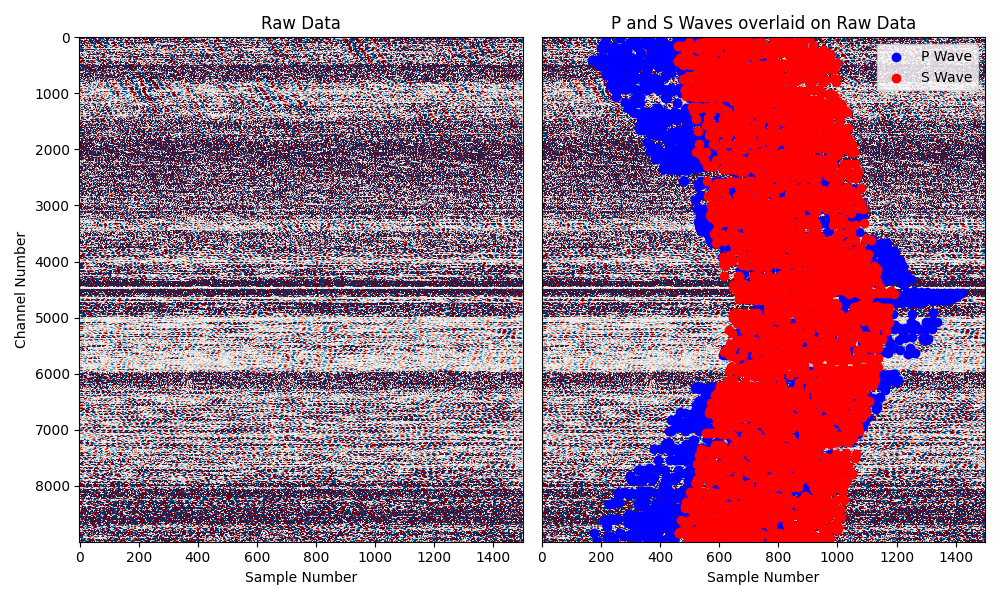 Raw Data
P and S Waves overlaid on Raw Data
P Wave
S Wave
Channel Number
0
1000
2000
3000
4000
5000
6000
7000
8000
0 200 400 600 800 1000 1200 1400
0 200 400 600 800 1000 1200 1400
Sample Number
Sample Number